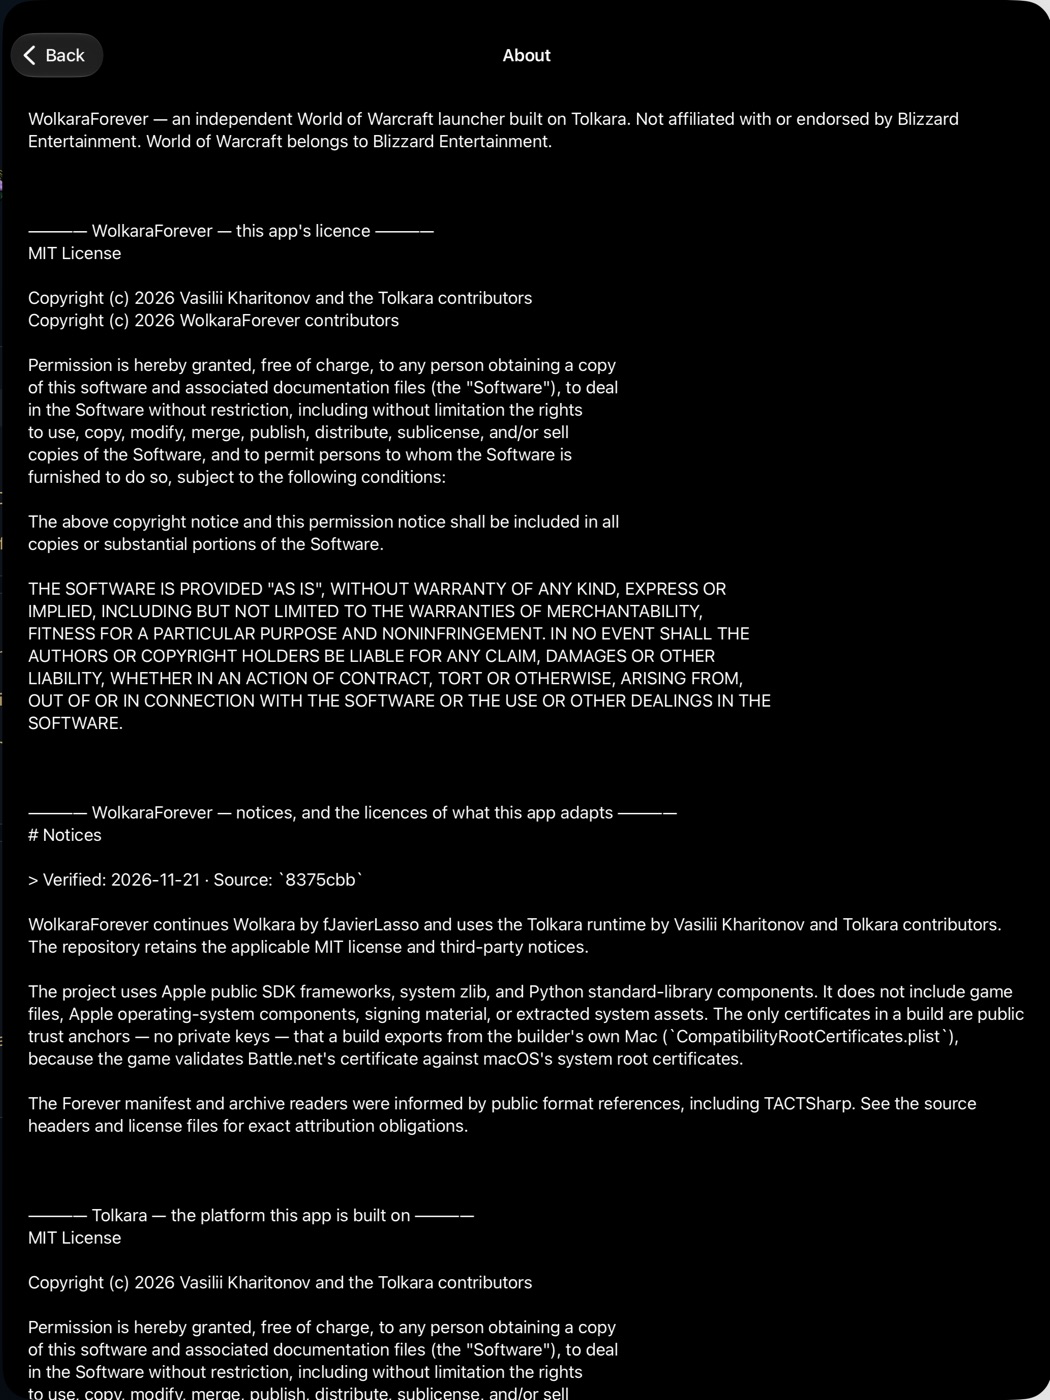 Back
About
WolkaraForever — an independent World of Warcraft launcher built on Tolkara. Not affiliated with or endorsed by Blizzard
Entertainment. World of Warcraft belongs to Blizzard Entertainment.
———— WolkaraForever — this app's licence ————
MIT License
Copyright (c) 2026 Vasilii Kharitonov and the Tolkara contributors
Copyright (c) 2026 WolkaraForever contributors
Permission is hereby granted, free of charge, to any person obtaining a copy
of this software and associated documentation files (the "Software"), to deal
in the Software without restriction, including without limitation the rights
to use, copy, modify, merge, publish, distribute, sublicense, and/or sell
copies of the Software, and to permit persons to whom the Software is
furnished to do so, subject to the following conditions:
The above copyright notice and this permission notice shall be included in all
copies or substantial portions of the Software.
THE SOFTWARE IS PROVIDED "AS IS", WITHOUT WARRANTY OF ANY KIND, EXPRESS OR
IMPLIED, INCLUDING BUT NOT LIMITED TO THE WARRANTIES OF MERCHANTABILITY,
FITNESS FOR A PARTICULAR PURPOSE AND NONINFRINGEMENT. IN NO EVENT SHALL THE
AUTHORS OR COPYRIGHT HOLDERS BE LIABLE FOR ANY CLAIM, DAMAGES OR OTHER
LIABILITY, WHETHER IN AN ACTION OF CONTRACT, TORT OR OTHERWISE, ARISING FROM,
OUT OF OR IN CONNECTION WITH THE SOFTWARE OR THE USE OR OTHER DEALINGS IN THE
SOFTWARE.
———— WolkaraForever — notices, and the licences of what this app adapts ————
# Notices
> Verified: 2026-11-21 · Source: `8375cbb`
WolkaraForever continues Wolkara by fJavierLasso and uses the Tolkara runtime by Vasilii Kharitonov and Tolkara contributors.
The repository retains the applicable MIT license and third-party notices.
The project uses Apple public SDK frameworks, system zlib, and Python standard-library components. It does not include game
files, Apple operating-system components, signing material, or extracted system assets. The only certificates in a build are public
trust anchors — no private keys — that a build exports from the builder's own Mac (`CompatibilityRootCertificates.plist`),
because the game validates Battle.net's certificate against macOS's system root certificates.
The Forever manifest and archive readers were informed by public format references, including TACTSharp. See the source
headers and license files for exact attribution obligations.
———— Tolkara — the platform this app is built on ————
MIT License
Copyright (c) 2026 Vasilii Kharitonov and the Tolkara contributors
Permission is hereby granted, free of charge, to any person obtaining a copy
of this software and associated documentation files (the "Software"), to deal
in the Software without restriction, including without limitation the rights
to use, copy, modify, merge, publish, distribute, sublicense, and/or sell